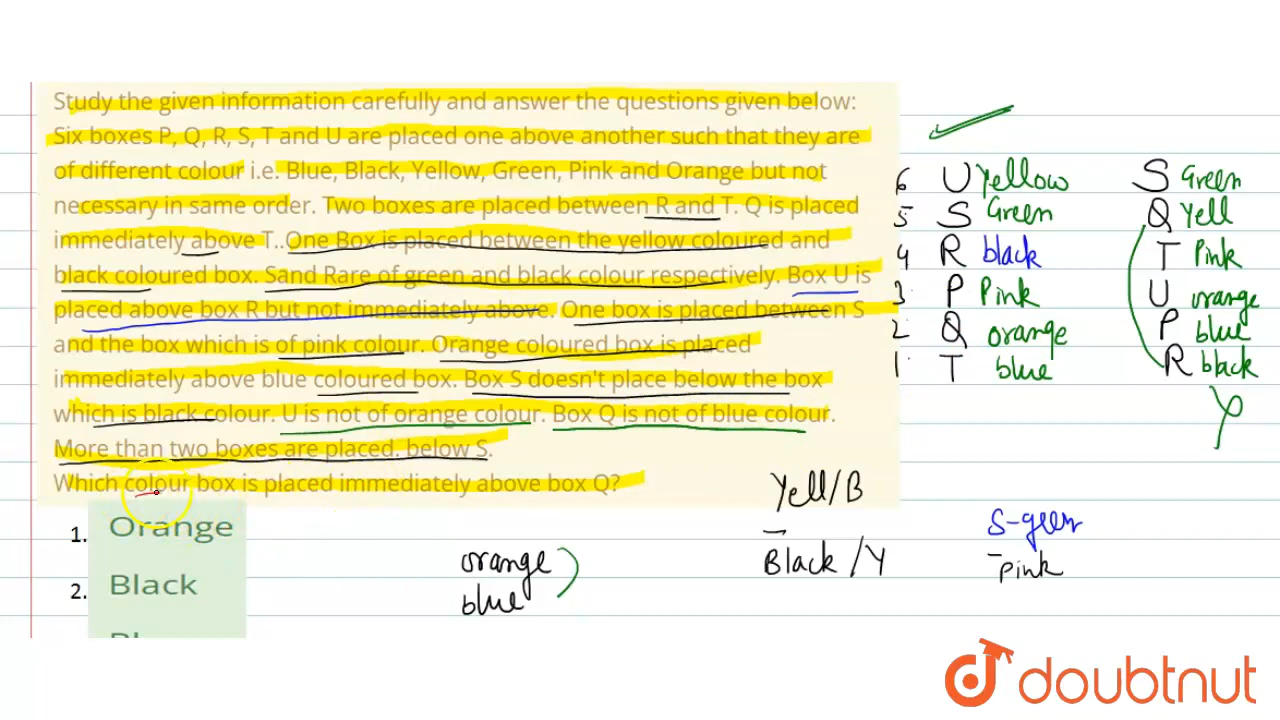 Study the given information carefully and answer the questions given below:
Six boxes P, Q, R, S, T and U are placed one above another such that they are
of different colour i.e. Blue, Black, Yellow, Green, Pink and Orange but not
necessary in same order. Two boxes are placed between R and T. Q is placed
immediately above T..One Box is placed between the yellow coloured and
black coloured box. Sand Rare of green and black colour respectively. Box U is
placed above box R but not immediately above. One box is placed between S
and the box which is of pink colour. Orange coloured box is placed
immediately above blue coloured box. Box S doesn't place below the box
which is black colour. U is not of orange colour. Box Q is not of blue colour.
More than two boxes are placed. below S.
Which colour box is placed immediately above box Q?
1. Orange
2. Black
6 U Yellow
5 S Green
4 R black
3 P Pink
2 Q orange
1 T blue
S Green
Q Yell
T Pink
U orange
P blue
R black
Yell/B
Black/Y
orange
blue
S-green
Pink
doubtnut